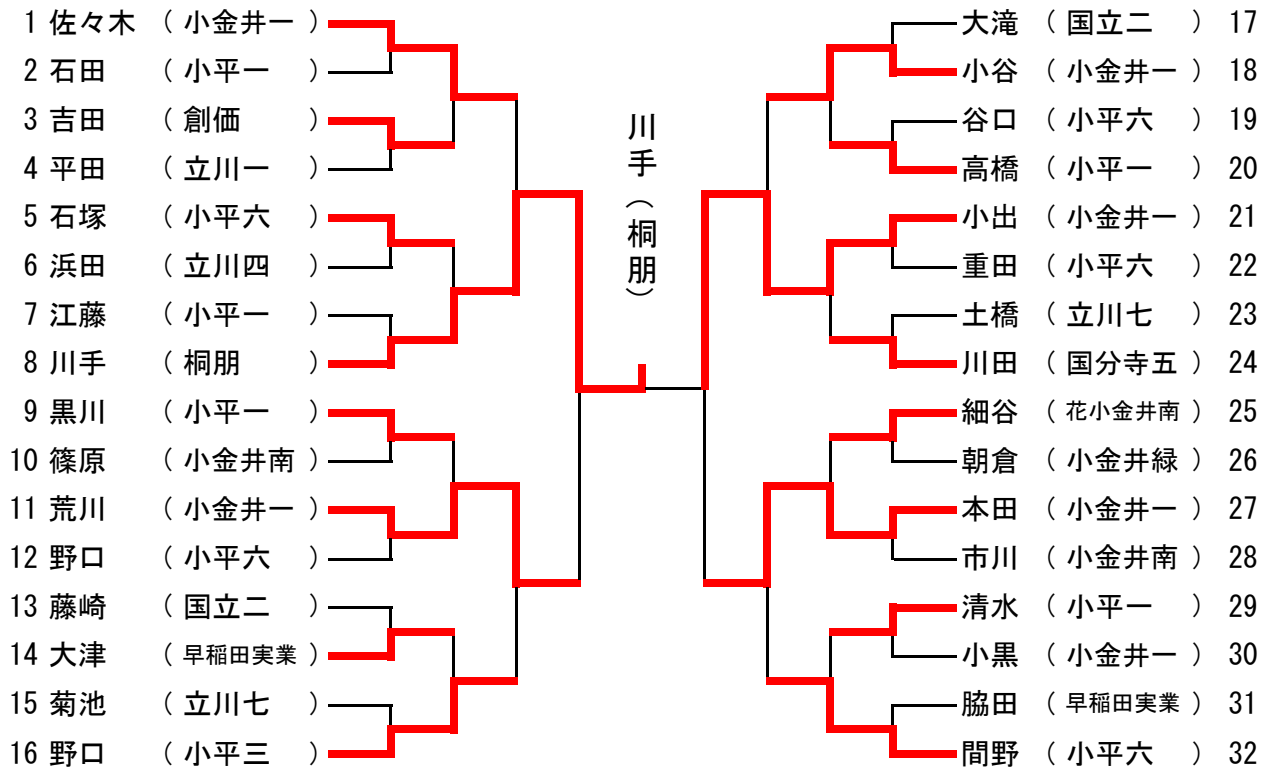 1 佐々木 （ 小金井一 ）
2 石田 （ 小平一 ）
3 吉田 （ 創価 ）
4 平田 （ 立川一 ）
5 石塚 （ 小平六 ）
6 浜田 （ 立川四 ）
7 江藤 （ 小平一 ）
8 川手 （ 桐朋 ）
9 黒川 （ 小平一 ）
10 篠原 （ 小金井南 ）
11 荒川 （ 小金井一 ）
12 野口 （ 小平六 ）
13 藤崎 （ 国立二 ）
14 大津 （ 早稲田実業 ）
15 菊池 （ 立川七 ）
16 野口 （ 小平三 ）
川手（桐朋）
大滝 （ 国立二 ） 17
小谷 （ 小金井一 ） 18
谷口 （ 小平六 ） 19
高橋 （ 小平一 ） 20
小出 （ 小金井一 ） 21
重田 （ 小平六 ） 22
土橋 （ 立川七 ） 23
川田 （ 国分寺五 ） 24
細谷 （ 花小金井南 ） 25
朝倉 （ 小金井緑 ） 26
本田 （ 小金井一 ） 27
市川 （ 小金井南 ） 28
清水 （ 小平一 ） 29
小黒 （ 小金井一 ） 30
脇田 （ 早稲田実業 ） 31
間野 （ 小平六 ） 32